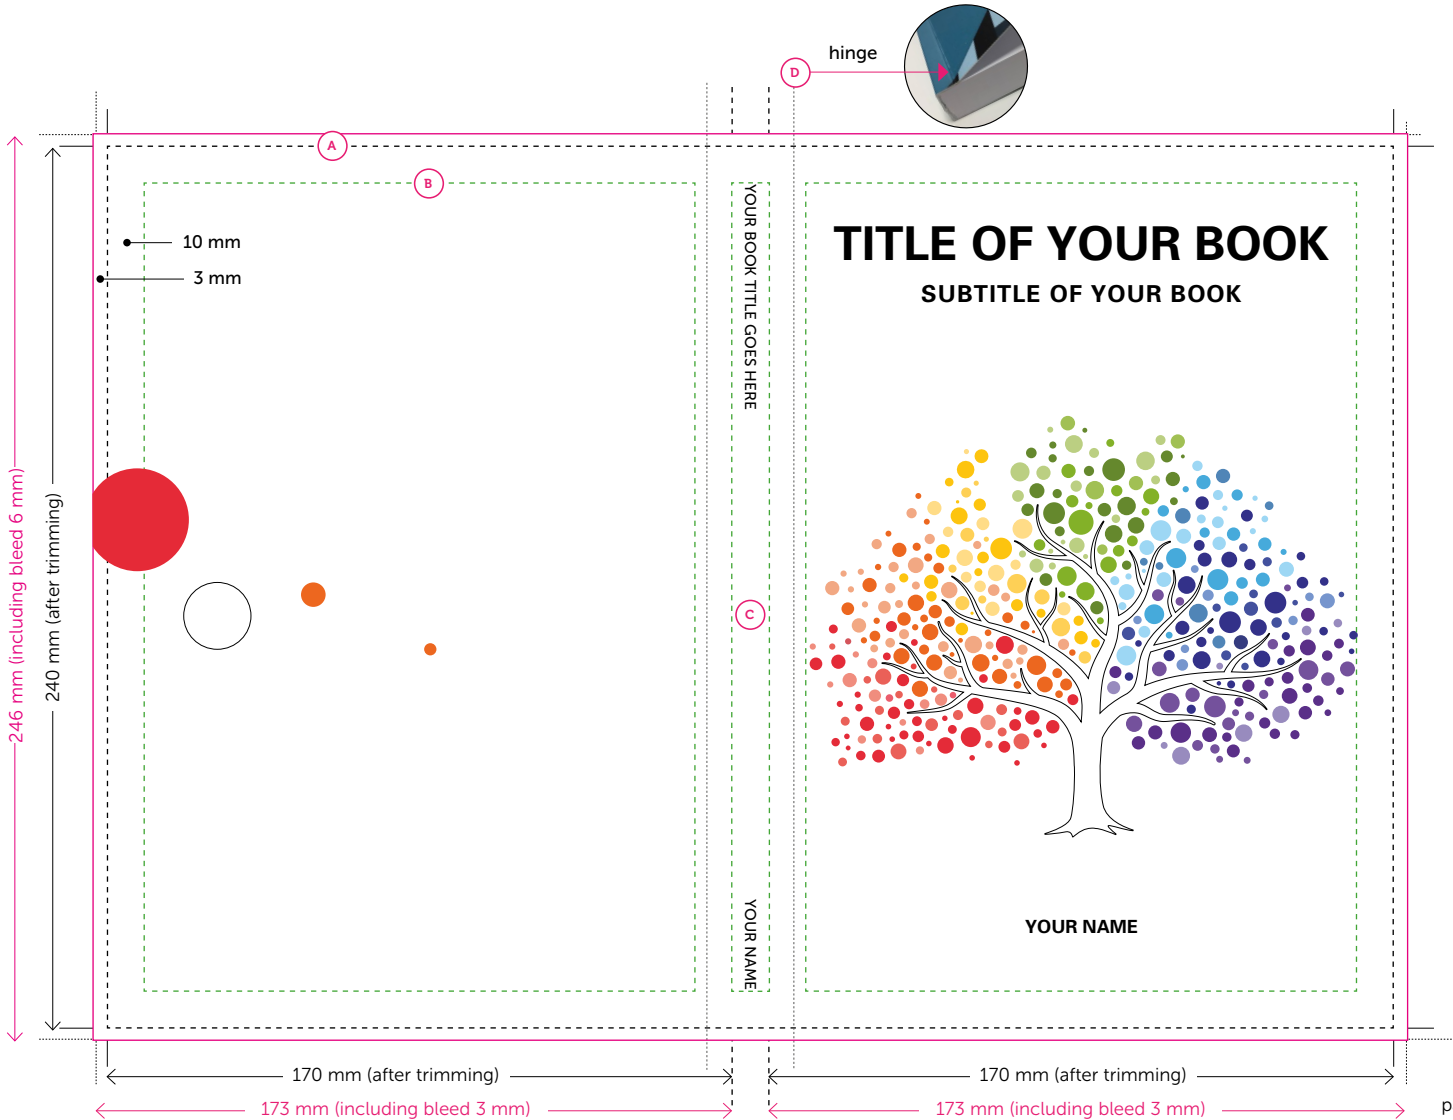 hinge
D
A
B
10 mm
3 mm
YOUR BOOK TITLE GOES HERE
TITLE OF YOUR BOOK
SUBTITLE OF YOUR BOOK
246 mm (including bleed 6 mm)
240 mm (after trimming)
C
YOUR NAME
YOUR NAME
170 mm (after trimming)
170 mm (after trimming)
173 mm (including bleed 3 mm)
173 mm (including bleed 3 mm)
p